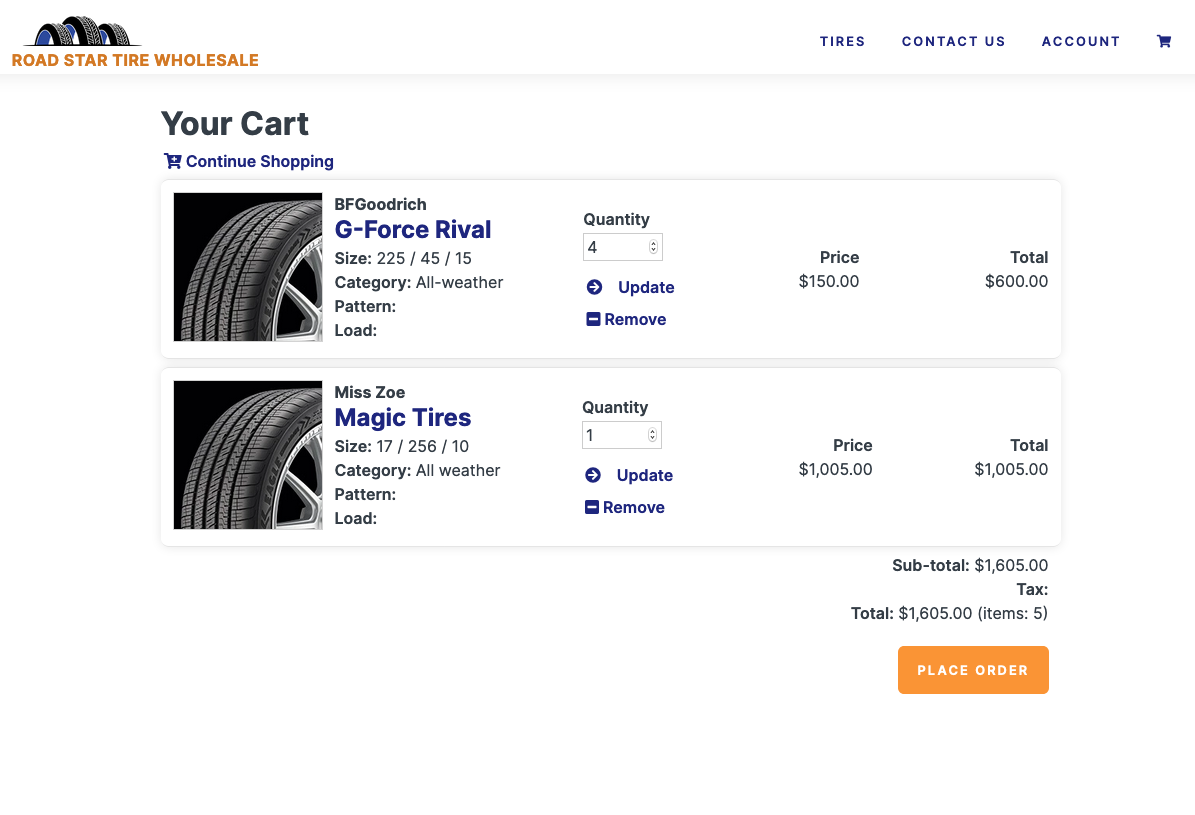 ROAD STAR TIRE WHOLESALE
TIRES
CONTACT US
ACCOUNT
Your Cart
Continue Shopping
BFGoodrich
G-Force Rival
Size: 225 / 45 / 15
Category: All-weather
Pattern:
Load:
Quantity
4
Update
Remove
Price
$150.00
Total
$600.00
Miss Zoe
Magic Tires
Size: 17 / 256 / 10
Category: All weather
Pattern:
Load:
Quantity
1
Update
Remove
Price
$1,005.00
Total
$1,005.00
Sub-total: $1,605.00
Tax:
Total: $1,605.00 (items: 5)
PLACE ORDER